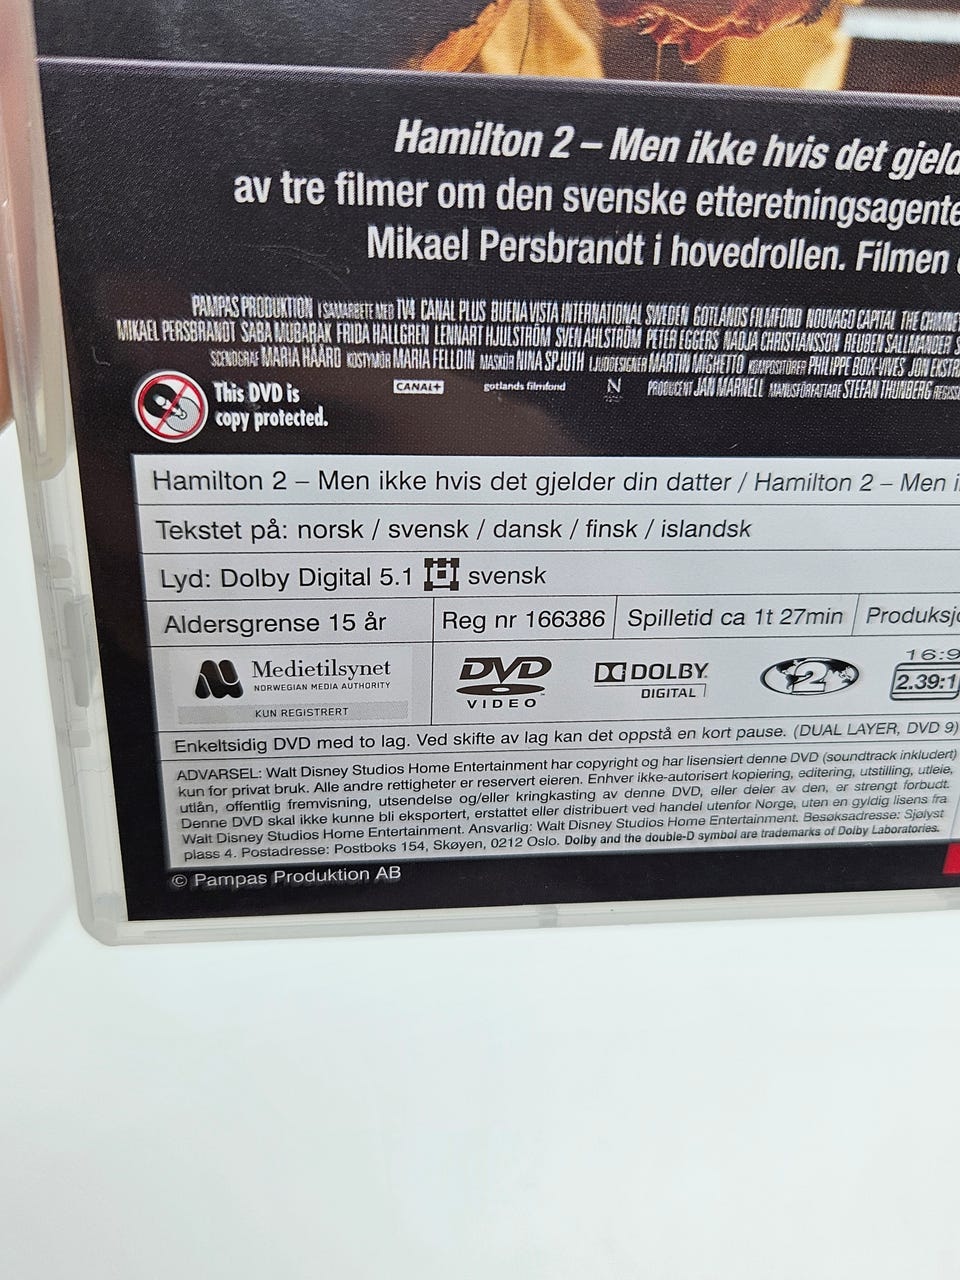 Hamilton 2 – Men ikke hvis det gjeld
av tre filmer om den svenske etteretningsagente
Mikael Persbrandt i hovedrollen. Filmen
PAMPAS PRODUKTION I SAMARBETE MED TV4 CANAL PLUS BUENA VISTA INTERNATIONAL SWEDEN GOTLANDS FILMFOND NOUVAGO CAPITAL THE CHIMNE
MIKAEL PERSBRANDT SABA MUBARAK FRIDA HALLGREN LENNART HJULSTRÖM SVEN AHLSTRÖM PETER EGGERS NADJA CHRISTIANSSON REUBEN SALLMANDER S
SCENOGRAF MARIA HÅÅRD KOSTYMÖR MARIA FELLDIN MASKÖR NINA SPJUTH LJUDDESIGNER MARTIN MIGHETTO KOMPOSITÖRER PHILIPPE BOIX-VIVES JON EKSTRA
CANAL+ gotlands filmfond N PRODUCENT JAN MARNELL MANUSFÖRFATTARE STEFAN THUNBERG REGISS
This DVD is
copy protected.
Hamilton 2 – Men ikke hvis det gjelder din datter / Hamilton 2 – Men i
Tekstet på: norsk / svensk / dansk / finsk / islandsk
Lyd: Dolby Digital 5.1 svensk
Aldersgrense 15 år Reg nr 166386 Spilletid ca 1t 27min Produksjo
Medietilsynet
NORWEGIAN MEDIA AUTHORITY
KUN REGISTRERT
DVD
VIDEO
DOLBY
DIGITAL
2
16:9
2.39:1
Enkeltsidig DVD med to lag. Ved skifte av lag kan det oppstå en kort pause. (DUAL LAYER, DVD 9)
ADVARSEL: Walt Disney Studios Home Entertainment har copyright og har lisensiert denne DVD (soundtrack inkludert)
kun for privat bruk. Alle andre rettigheter er reservert eieren. Enhver ikke-autorisert kopiering, editering, utstilling, utleie,
utlån, offentlig fremvisning, utsendelse og/eller kringkasting av denne DVD, eller deler av den, er strengt forbudt.
Denne DVD skal ikke kunne bli eksportert, erstattet eller distribuert ved handel utenfor Norge, uten en gyldig lisens fra
Walt Disney Studios Home Entertainment. Ansvarlig: Walt Disney Studios Home Entertainment. Besøksadresse: Sjølyst
plass 4. Postadresse: Postboks 154, Skøyen, 0212 Oslo. Dolby and the double-D symbol are trademarks of Dolby Laboratories.
© Pampas Produktion AB